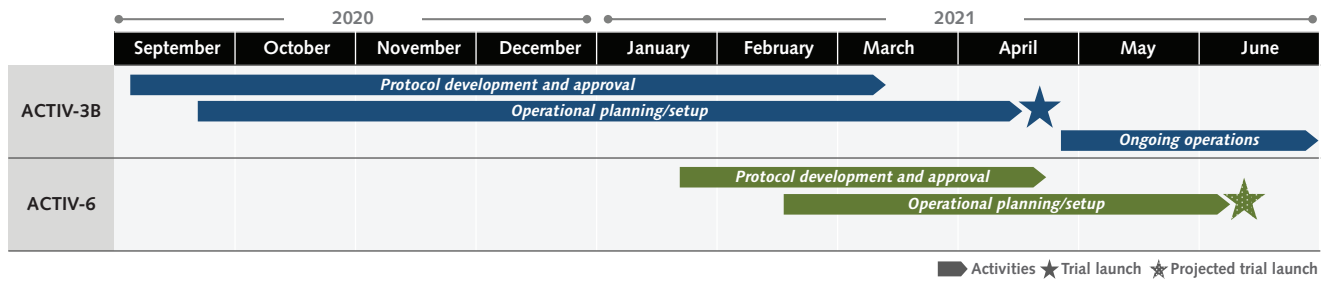 2020 2021
September October November December January February March April May June
ACTIV-3B
Protocol development and approval
Operational planning/setup
Ongoing operations
ACTIV-6
Protocol development and approval
Operational planning/setup
Activities Trial launch Projected trial launch